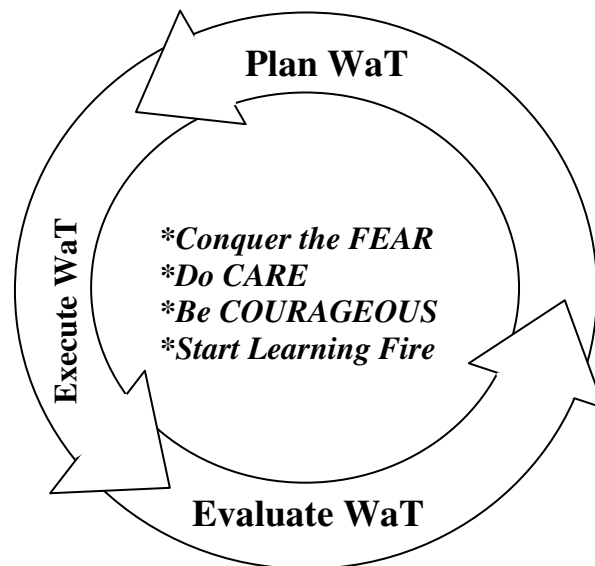 Plan WaT
*Conquer the FEAR
*Do CARE
*Be COURAGEOUS
*Start Learning Fire
Execute WaT
Evaluate WaT